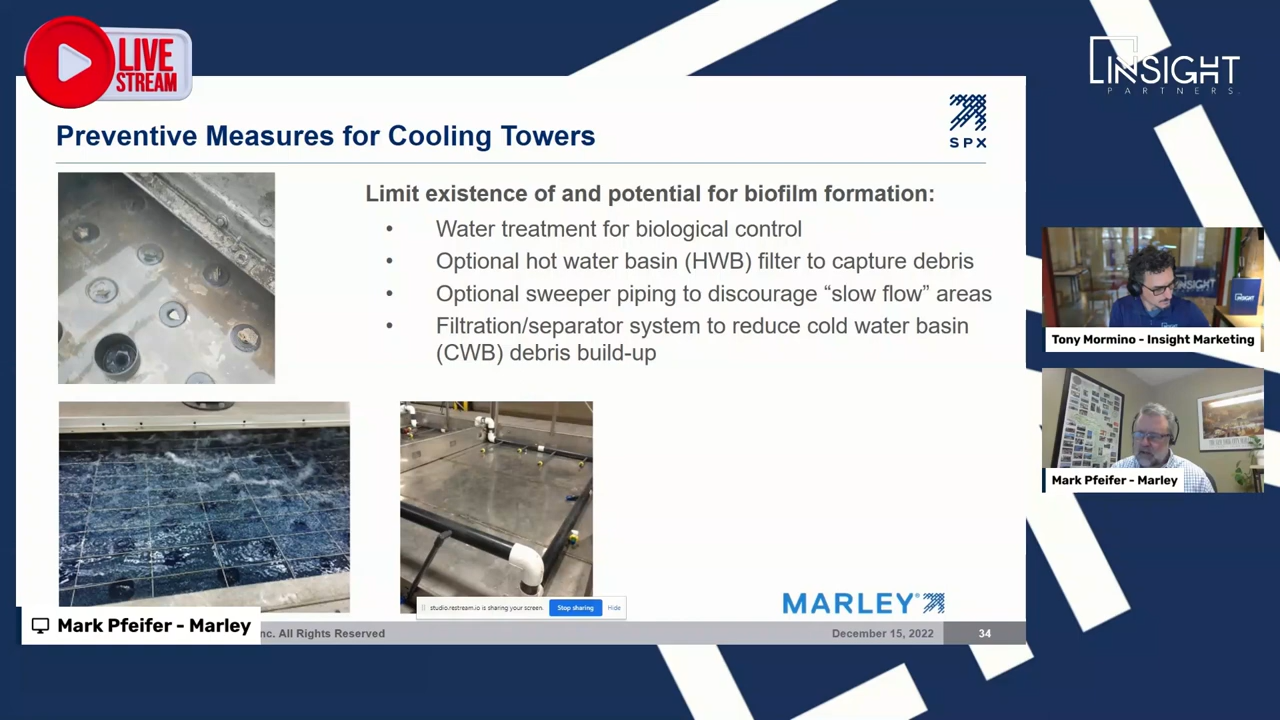 LIVE
STREAM
INSIGHT
PARTNERS.
Preventive Measures for Cooling Towers
SPX
Limit existence of and potential for biofilm formation:
• Water treatment for biological control
• Optional hot water basin (HWB) filter to capture debris
• Optional sweeper piping to discourage “slow flow” areas
• Filtration/separator system to reduce cold water basin
(CWB) debris build-up
INSIGHT
Tony Mormino - Insight Marketing
Mark Pfeifer - Marley
studio.restream.io is sharing your screen.
Stop sharing
Hide
MARLEY®
Mark Pfeifer - Marley
nc. All Rights Reserved
December 15, 2022
34